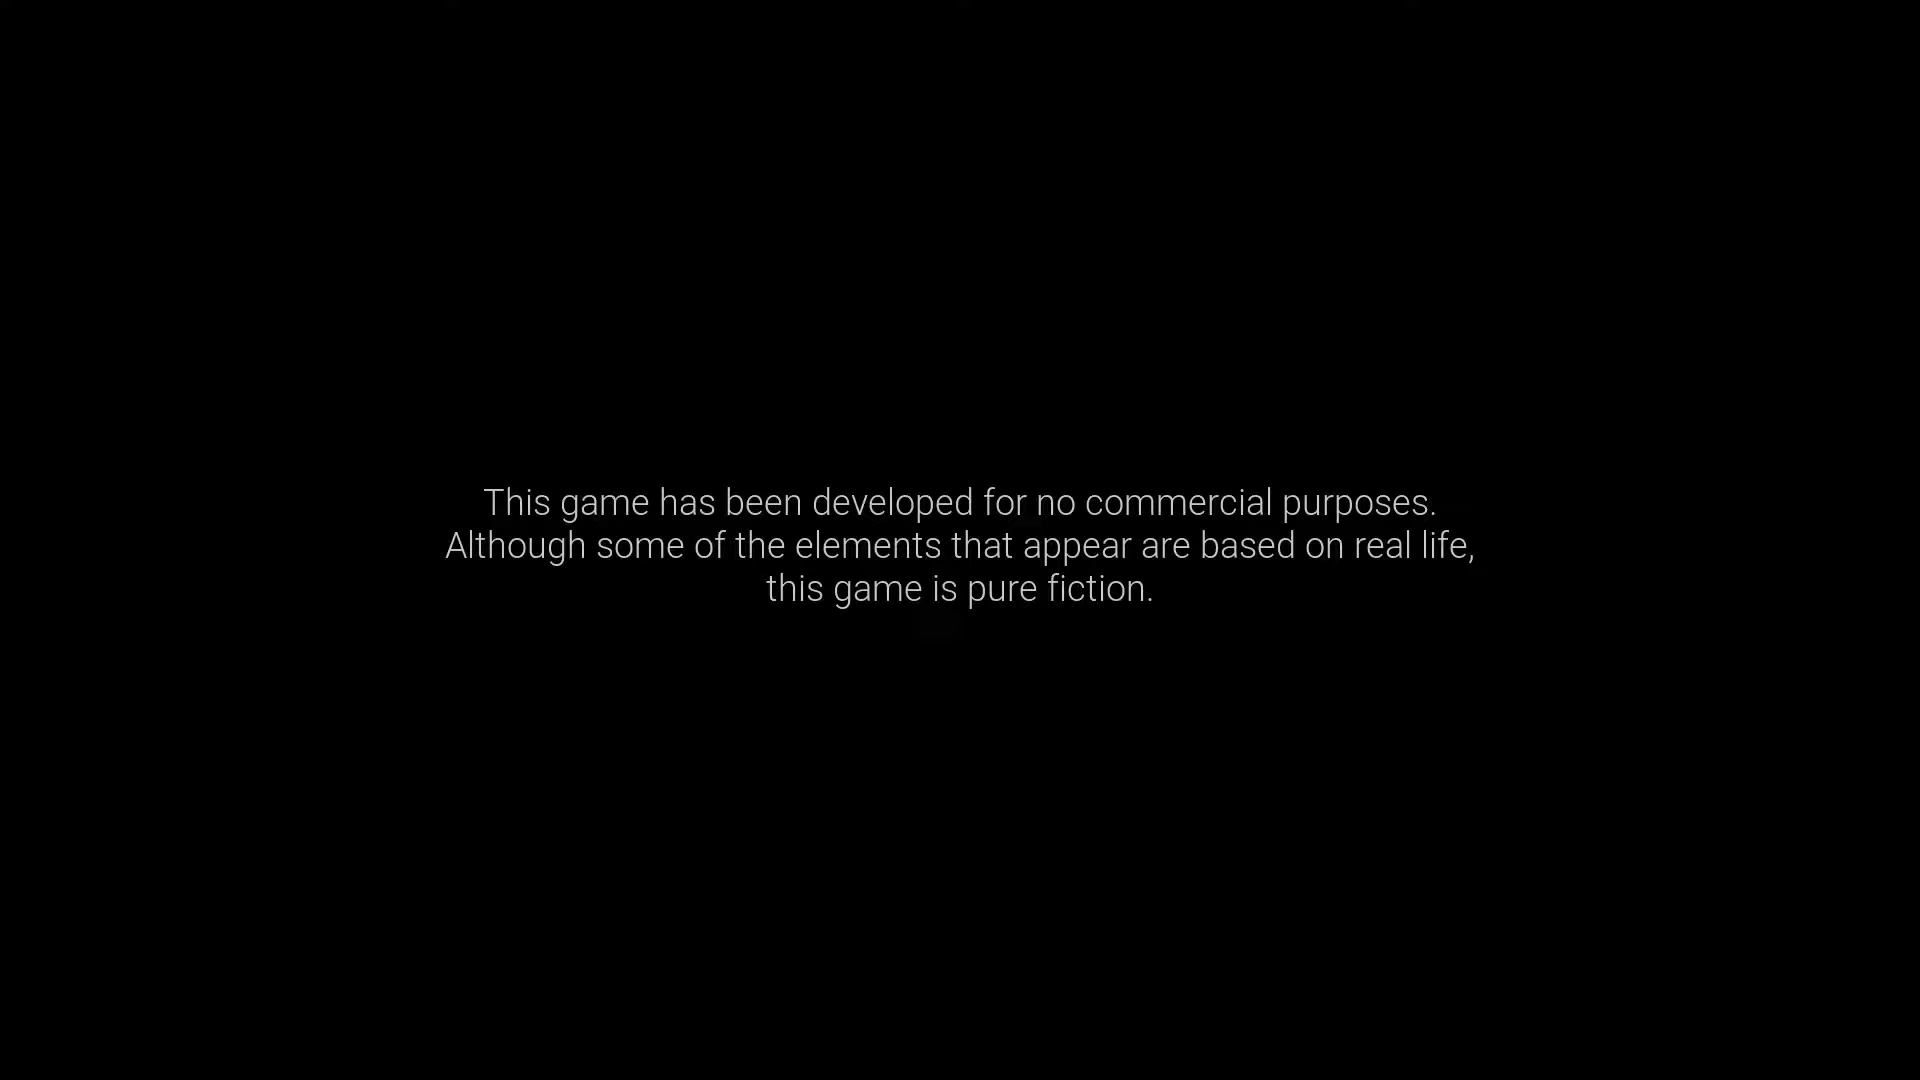 This game has been developed for no commercial purposes.
Although some of the elements that appear are based on real life,
this game is pure fiction.